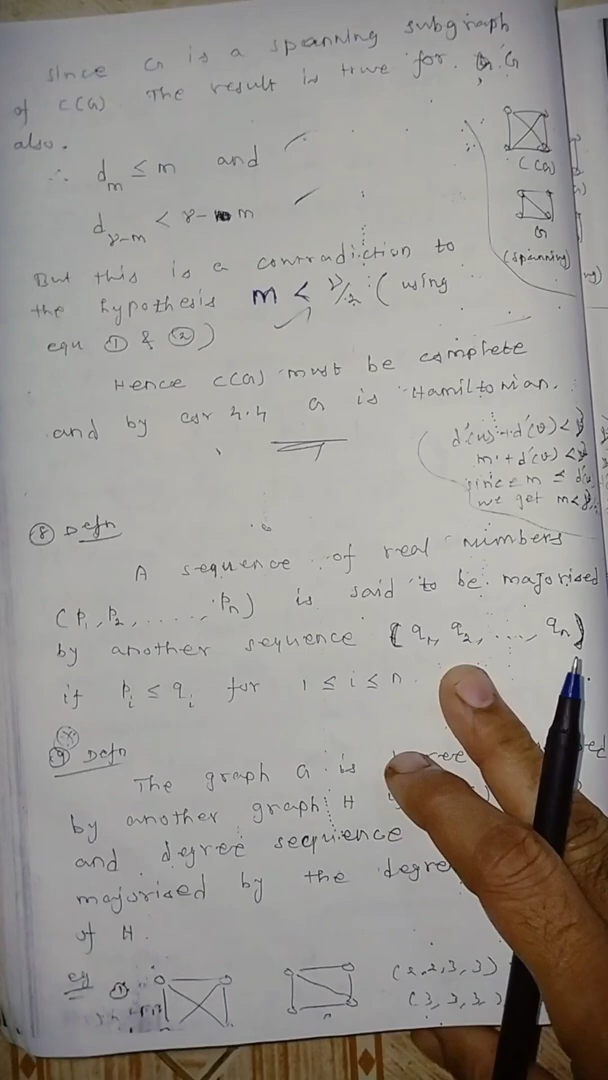 since G is a spanning subgraph
of C(G) The result is true for G
also.
∴ dm ≤ m and
dγ-m < γ- m
But this is a contradiction to
the hypothesis m < γ/2 (using
equ ① & ②)
Hence C(G) must be complete
and by cor 4.4 G is Hamiltonian.
C(G)
G
(spanning)
d'(u)+d'(v)<
m + d'(v) <
since m ≤
we get m<
⑧ Defn
A sequence of real numbers
(P1, P2, ....., Pn) is said to be majorised
by another sequence (q1, q2, ..., qn)
if Pi ≤ qi for 1 ≤ i ≤ n.
⑨ Defn
The graph G is
by another graph H
and degree sequence
majorised by the
of H.
eg
(2,2,3,3)
(3,3,3,